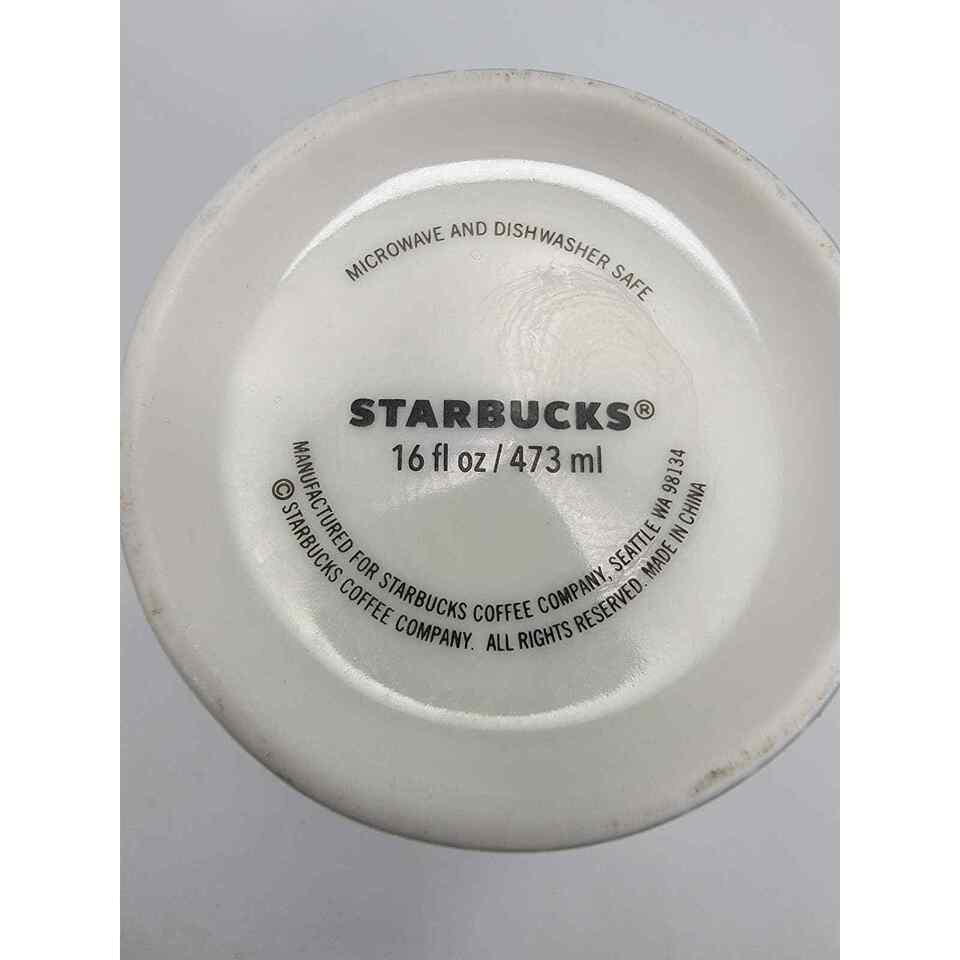 MICROWAVE AND DISHWASHER SAFE
STARBUCKS®
16 fl oz / 473 ml
MANUFACTURED FOR STARBUCKS COFFEE COMPANY, SEATTLE WA 98134
© STARBUCKS COFFEE COMPANY. ALL RIGHTS RESERVED. MADE IN CHINA